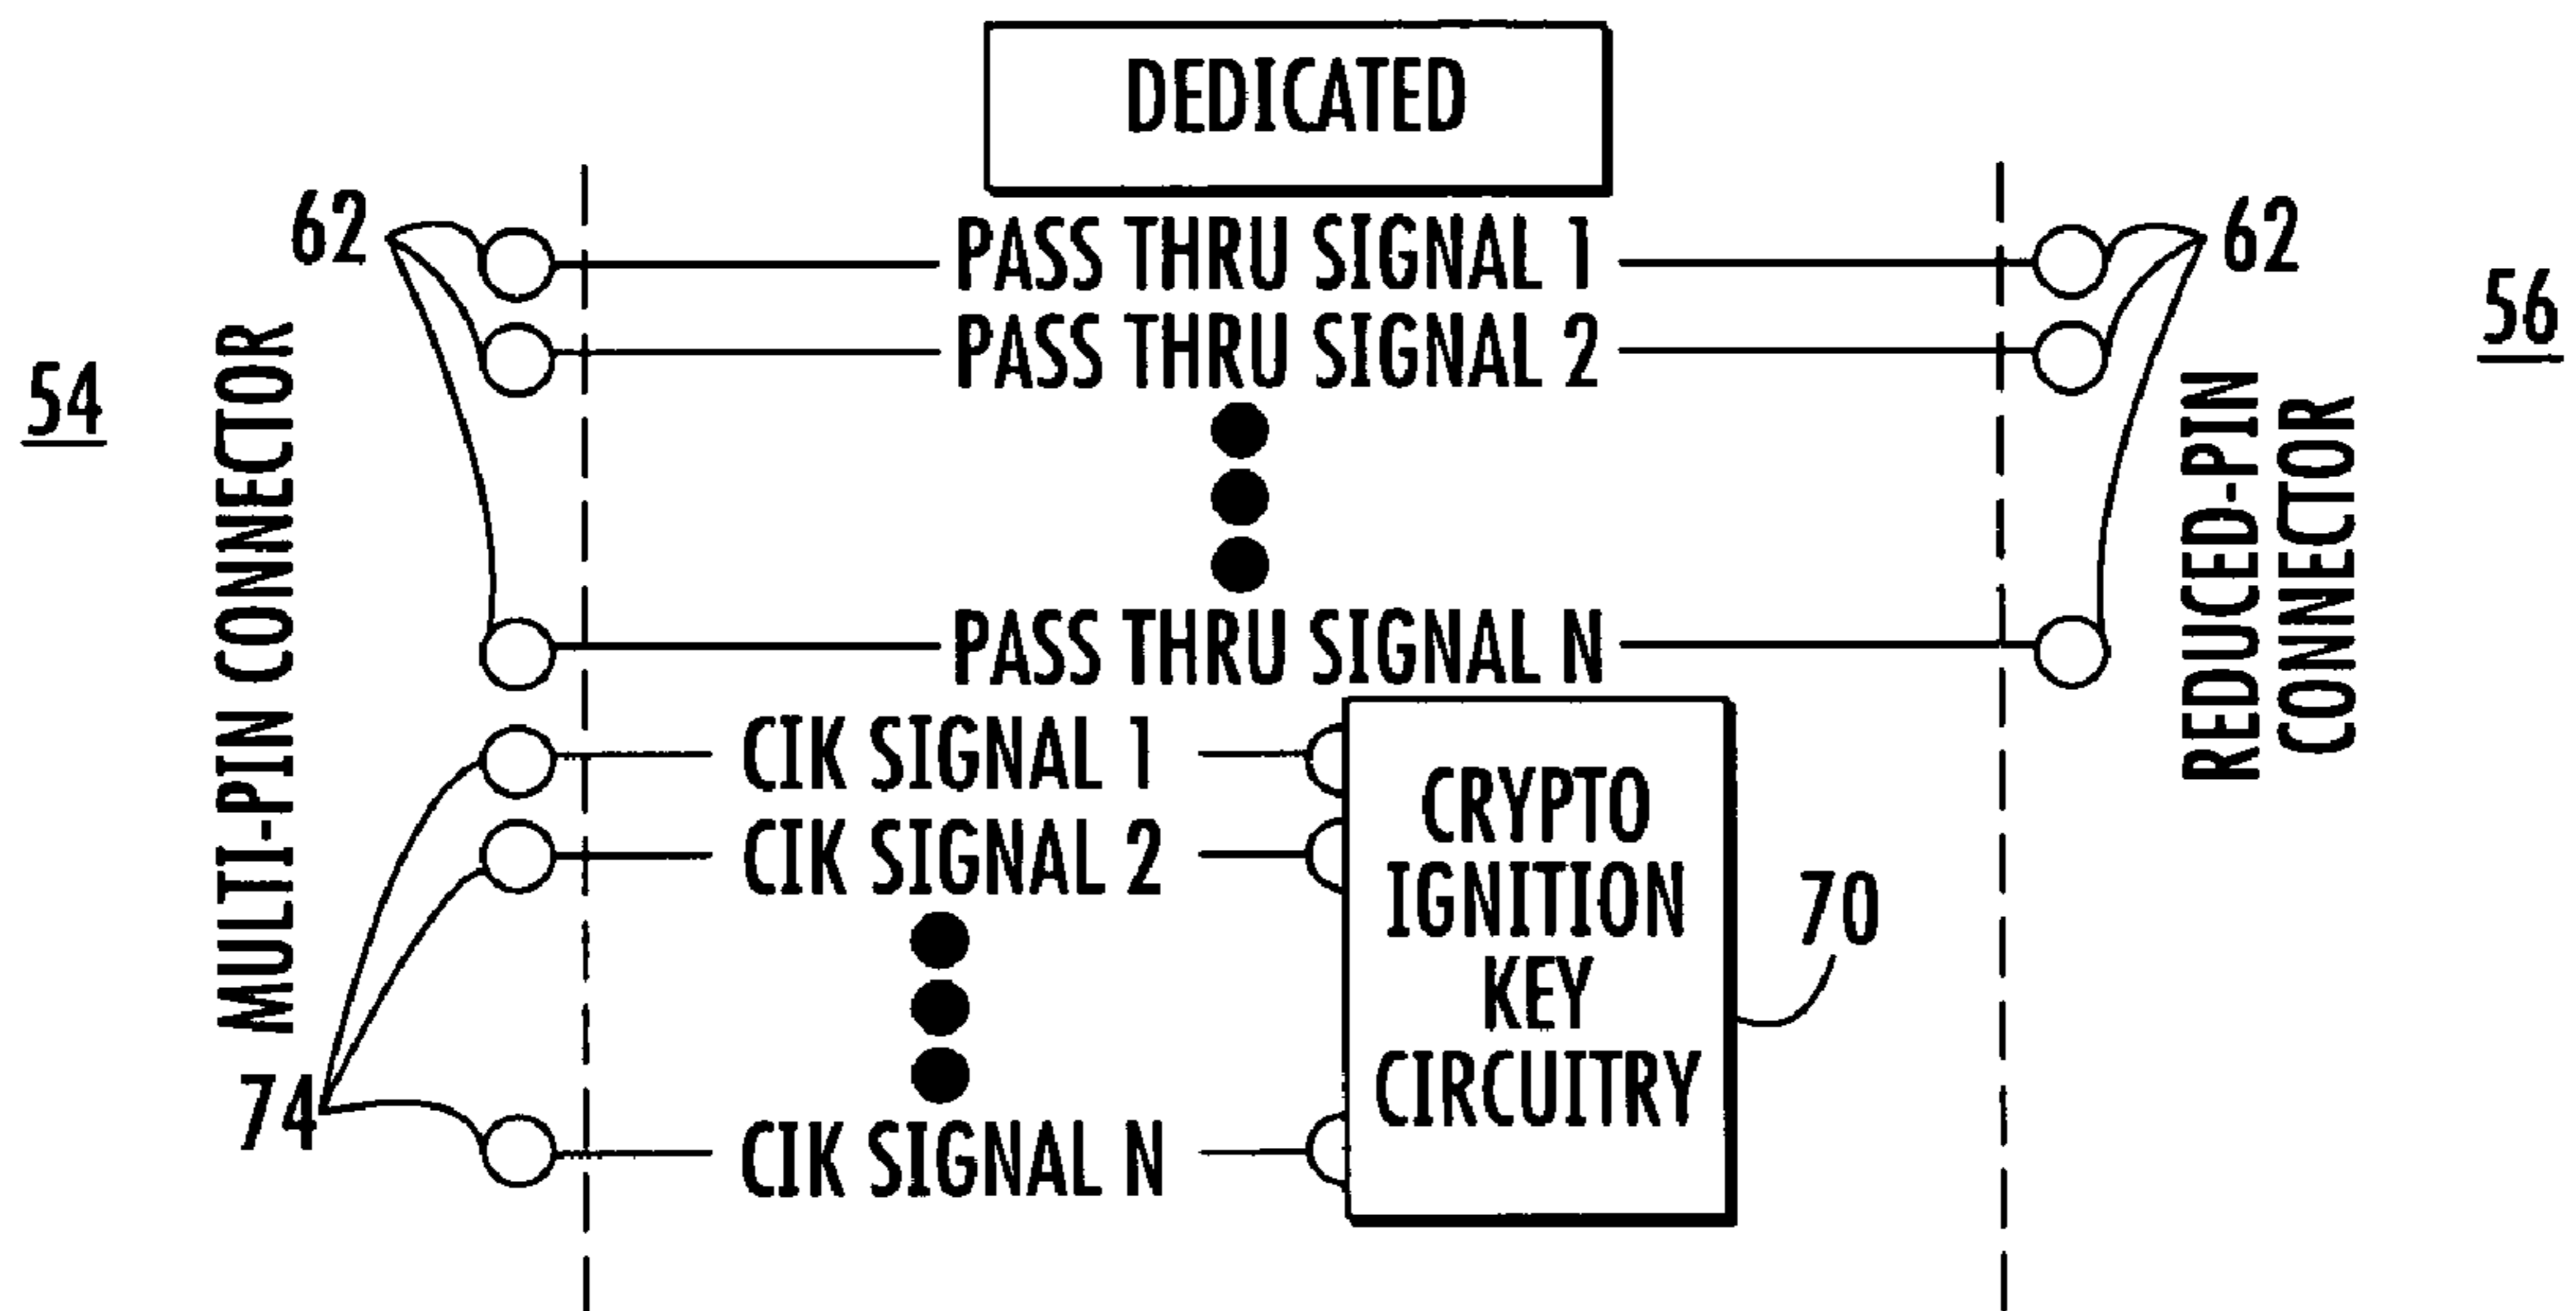 DEDICATED
62
PASS THRU SIGNAL 1
62
56
PASS THRU SIGNAL 2
54
MULTI-PIN CONNECTOR
REDUCED-PIN
CONNECTOR
PASS THRU SIGNAL N
CIK SIGNAL 1
CIK SIGNAL 2
CRYPTO
IGNITION
KEY
CIRCUITRY
70
74
CIK SIGNAL N